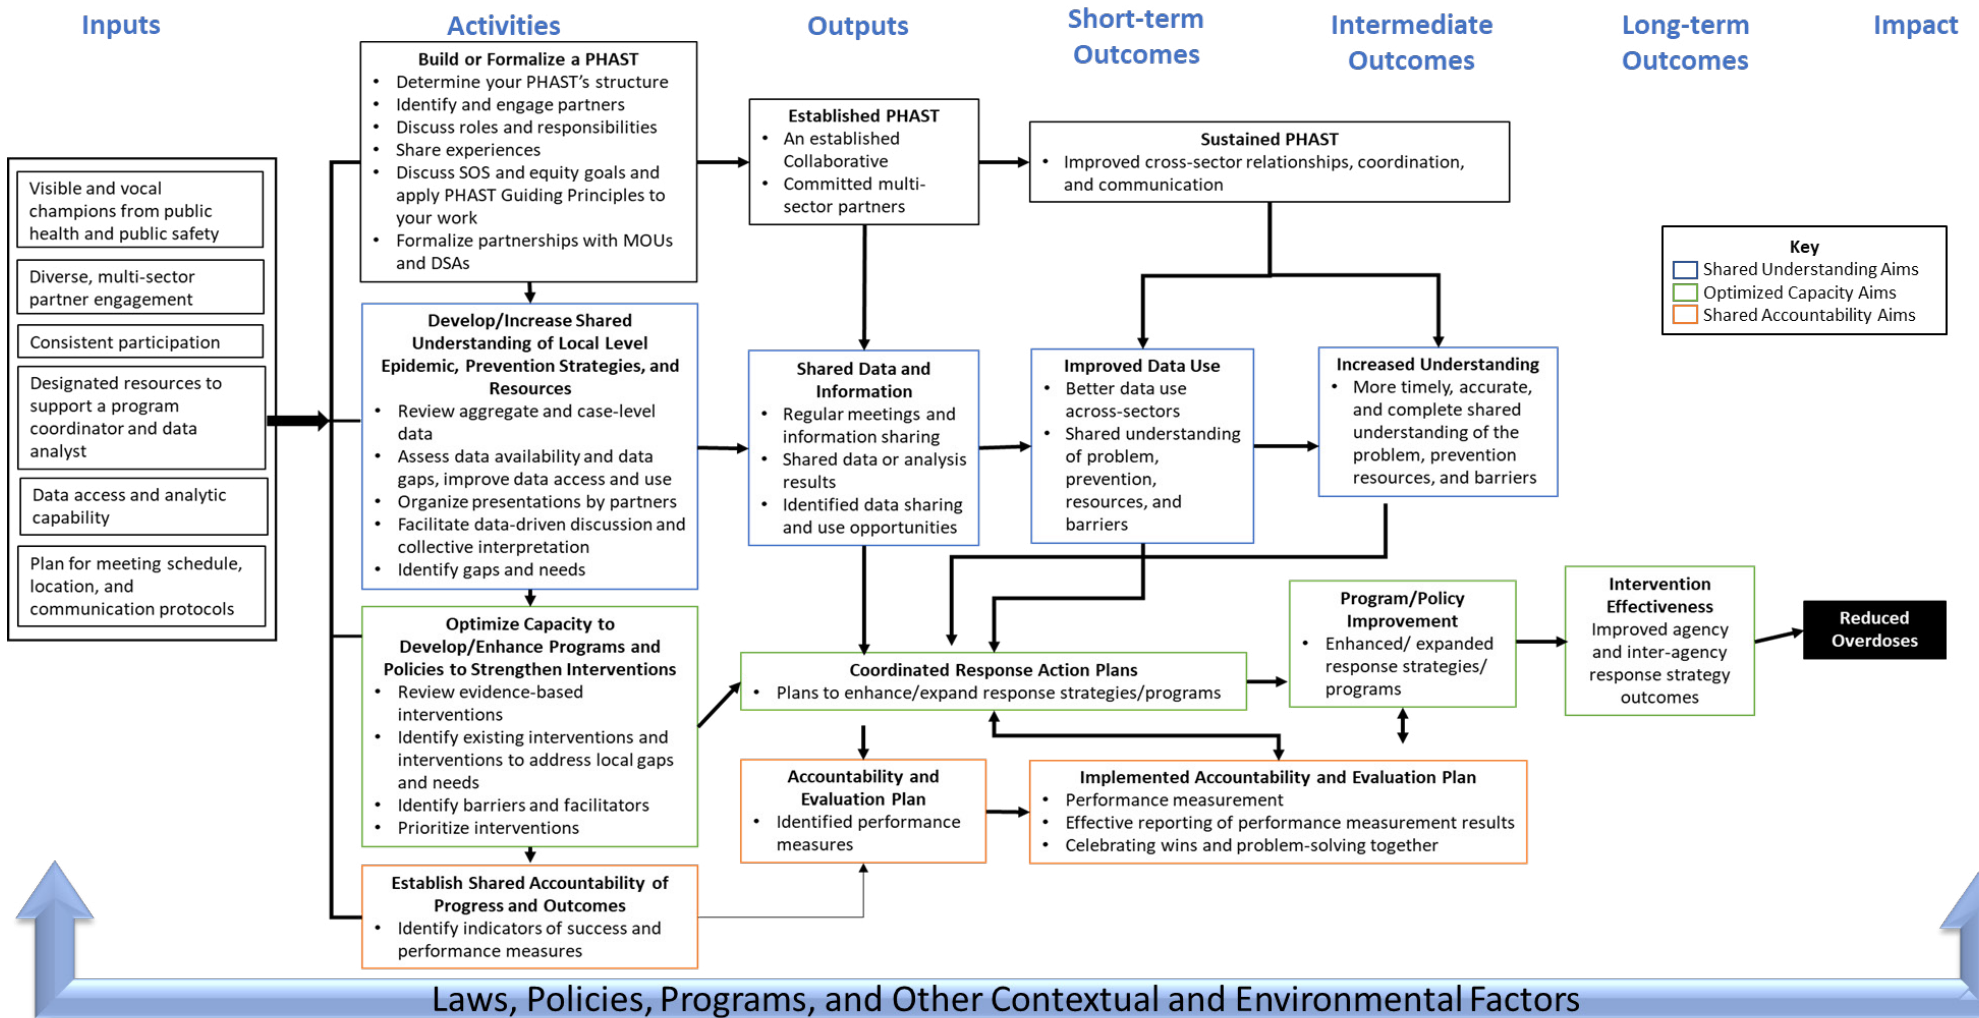 Inputs
Activities
Outputs
Short-term
Outcomes
Intermediate
Outcomes
Long-term
Outcomes
Impact
Visible and vocal
champions from public
health and public safety
Diverse, multi-sector
partner engagement
Consistent participation
Designated resources to
support a program
coordinator and data
analyst
Data access and analytic
capability
Plan for meeting schedule,
location, and
communication protocols
Build or Formalize a PHAST
• Determine your PHAST's structure
• Identify and engage partners
• Discuss roles and responsibilities
• Share experiences
• Discuss SOS and equity goals and
apply PHAST Guiding Principles to
your work
• Formalize partnerships with MOUs
and DSAs
Develop/Increase Shared
Understanding of Local Level
Epidemic, Prevention Strategies, and
Resources
• Review aggregate and case-level
data
• Assess data availability and data
gaps, improve data access and use
• Organize presentations by partners
• Facilitate data-driven discussion and
collective interpretation
• Identify gaps and needs
Optimize Capacity to
Develop/Enhance Programs and
Policies to Strengthen Interventions
• Review evidence-based
interventions
• Identify existing interventions and
interventions to address local gaps
and needs
• Identify barriers and facilitators
• Prioritize interventions
Establish Shared Accountability of
Progress and Outcomes
• Identify indicators of success and
performance measures
Established PHAST
• An established
Collaborative
• Committed multi-
sector partners
Shared Data and
Information
• Regular meetings and
information sharing
• Shared data or analysis
results
• Identified data sharing
and use opportunities
Sustained PHAST
• Improved cross-sector relationships, coordination,
and communication
Improved Data Use
• Better data use
across-sectors
• Shared understanding
of problem,
prevention,
resources, and
barriers
Increased Understanding
• More timely, accurate,
and complete shared
understanding of the
problem, prevention
resources, and barriers
Coordinated Response Action Plans
• Plans to enhance/expand response strategies/programs
Accountability and
Evaluation Plan
• Identified performance
measures
Implemented Accountability and Evaluation Plan
• Performance measurement
• Effective reporting of performance measurement results
• Celebrating wins and problem-solving together
Program/Policy
Improvement
• Enhanced/ expanded
response strategies/
programs
Intervention
Effectiveness
Improved agency
and inter-agency
response strategy
outcomes
Reduced
Overdoses
Key
Shared Understanding Aims
Optimized Capacity Aims
Shared Accountability Aims
Laws, Policies, Programs, and Other Contextual and Environmental Factors